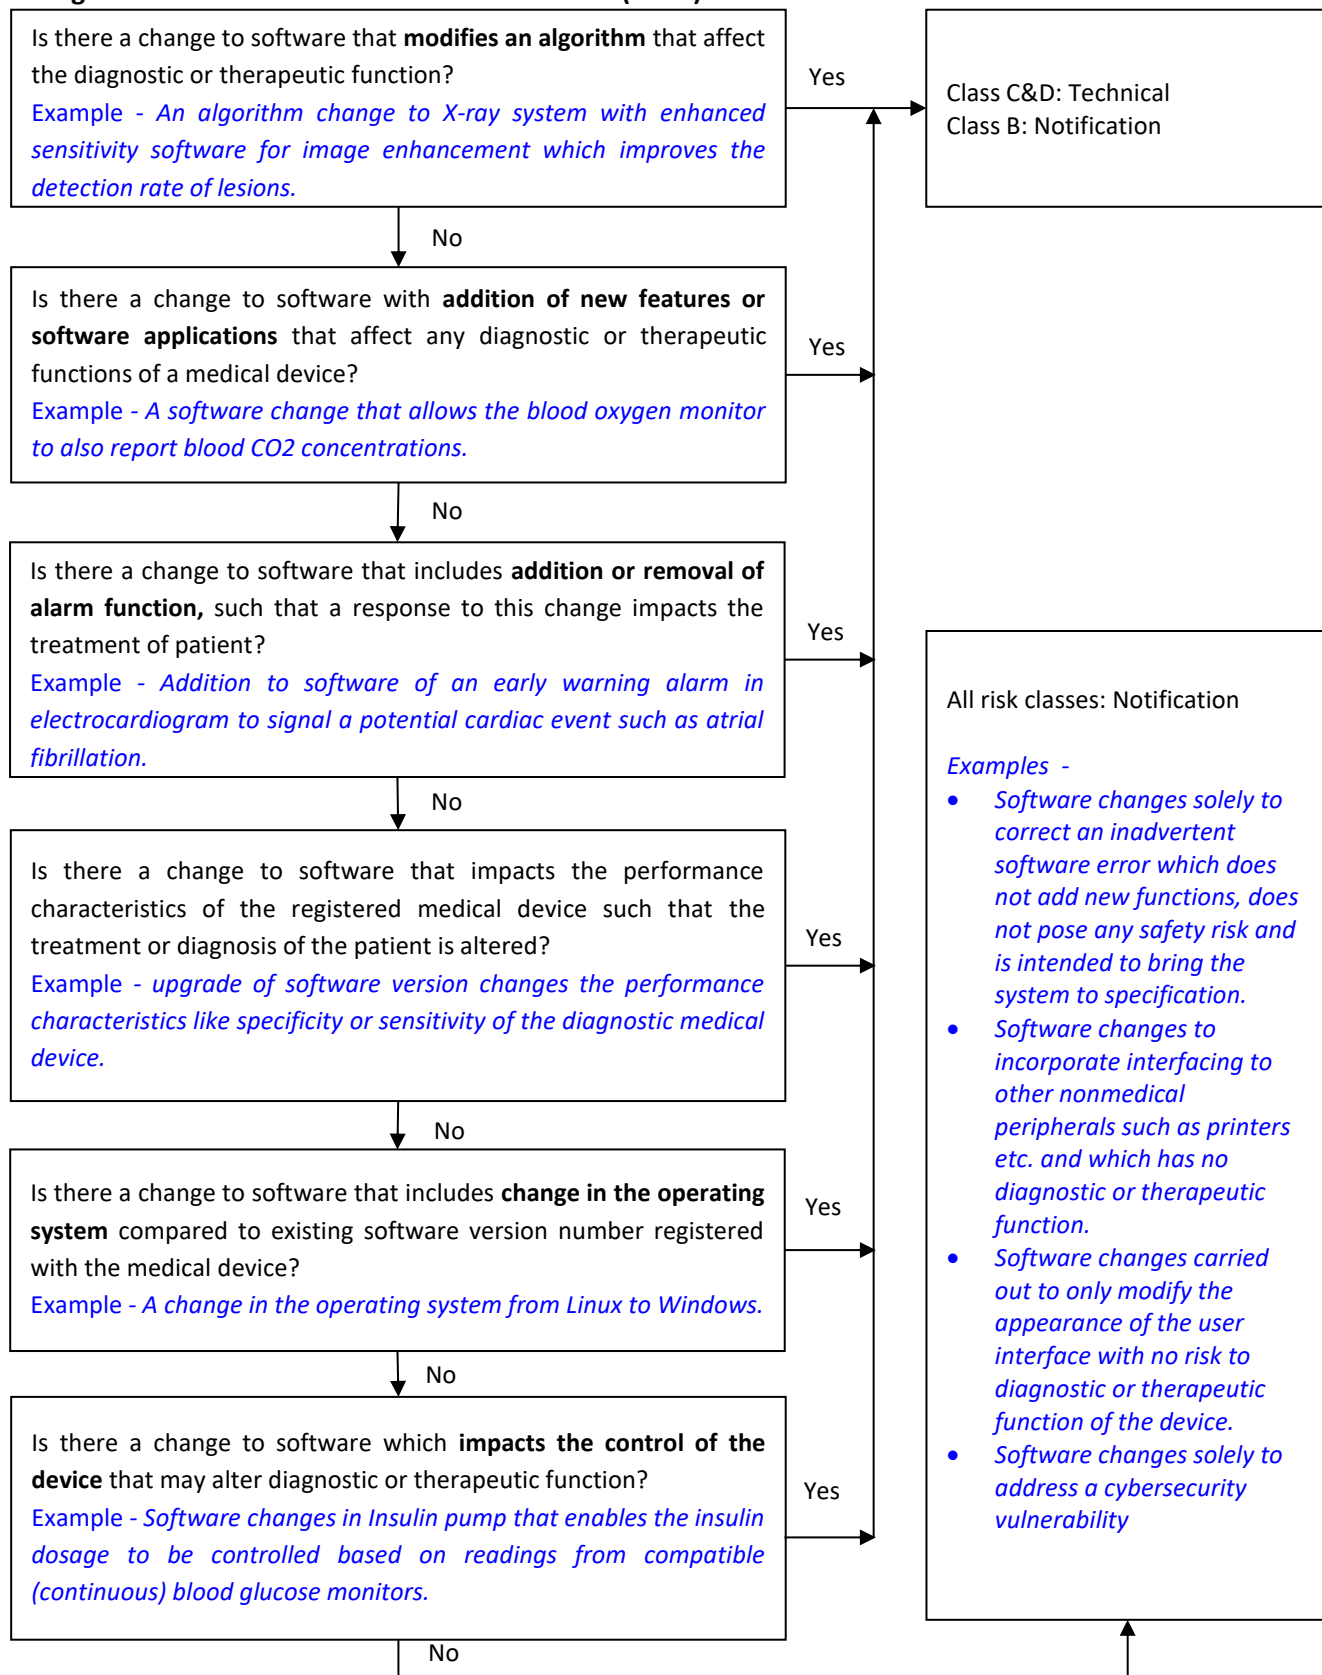 Is there a change to software that modifies an algorithm that affect
the diagnostic or therapeutic function?
Example - An algorithm change to X-ray system with enhanced
sensitivity software for image enhancement which improves the
detection rate of lesions.
Yes
Class C&D: Technical
Class B: Notification
No
Is there a change to software with addition of new features or
software applications that affect any diagnostic or therapeutic
functions of a medical device?
Example - A software change that allows the blood oxygen monitor
to also report blood CO2 concentrations.
Yes
No
Is there a change to software that includes addition or removal of
alarm function, such that a response to this change impacts the
treatment of patient?
Example - Addition to software of an early warning alarm in
electrocardiogram to signal a potential cardiac event such as atrial
fibrillation.
Yes
No
Is there a change to software that impacts the performance
characteristics of the registered medical device such that the
treatment or diagnosis of the patient is altered?
Example - upgrade of software version changes the performance
characteristics like specificity or sensitivity of the diagnostic medical
device.
Yes
No
Is there a change to software that includes change in the operating
system compared to existing software version number registered
with the medical device?
Example - A change in the operating system from Linux to Windows.
Yes
No
Is there a change to software which impacts the control of the
device that may alter diagnostic or therapeutic function?
Example - Software changes in Insulin pump that enables the insulin
dosage to be controlled based on readings from compatible
(continuous) blood glucose monitors.
Yes
No
All risk classes: Notification
Examples -
• Software changes solely to
correct an inadvertent
software error which does
not add new functions, does
not pose any safety risk and
is intended to bring the
system to specification.
• Software changes to
incorporate interfacing to
other nonmedical
peripherals such as printers
etc. and which has no
diagnostic or therapeutic
function.
• Software changes carried
out to only modify the
appearance of the user
interface with no risk to
diagnostic or therapeutic
function of the device.
• Software changes solely to
address a cybersecurity
vulnerability